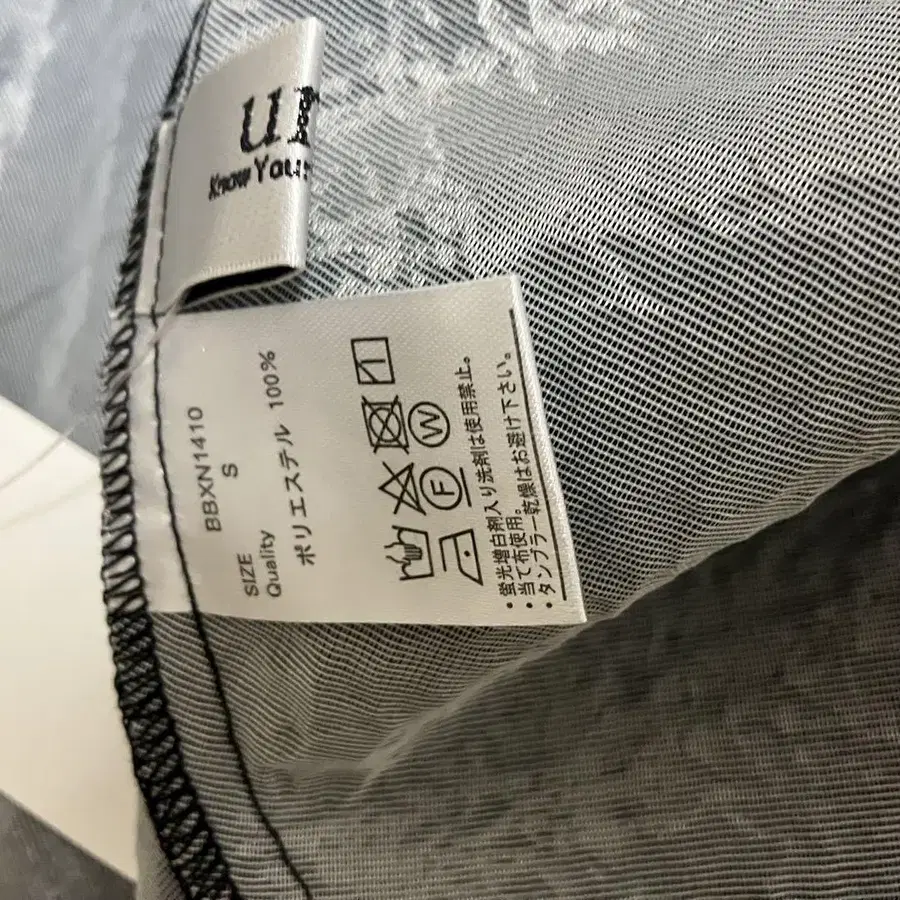 ur
Know Your
BBXN1410
SIZE S
Quality
ポリエステル 100%
F W
・蛍光増白剤入り洗剤は使用禁止。
・当て布使用。
・タンブラー乾燥はお避け下さい。